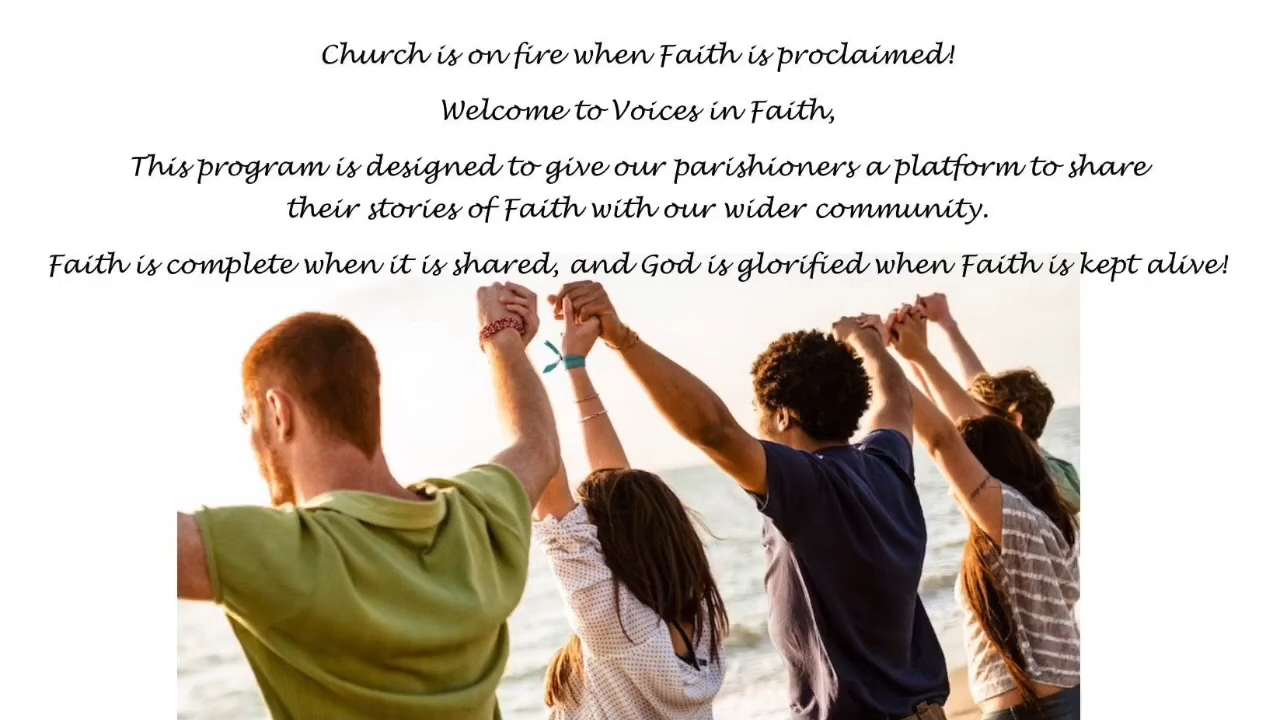 Church is on fire when Faith is proclaimed!
Welcome to Voices in Faith,
This program is designed to give our parishioners a platform to share
their stories of Faith with our wider community.
Faith is complete when it is shared, and God is glorified when Faith is kept alive!